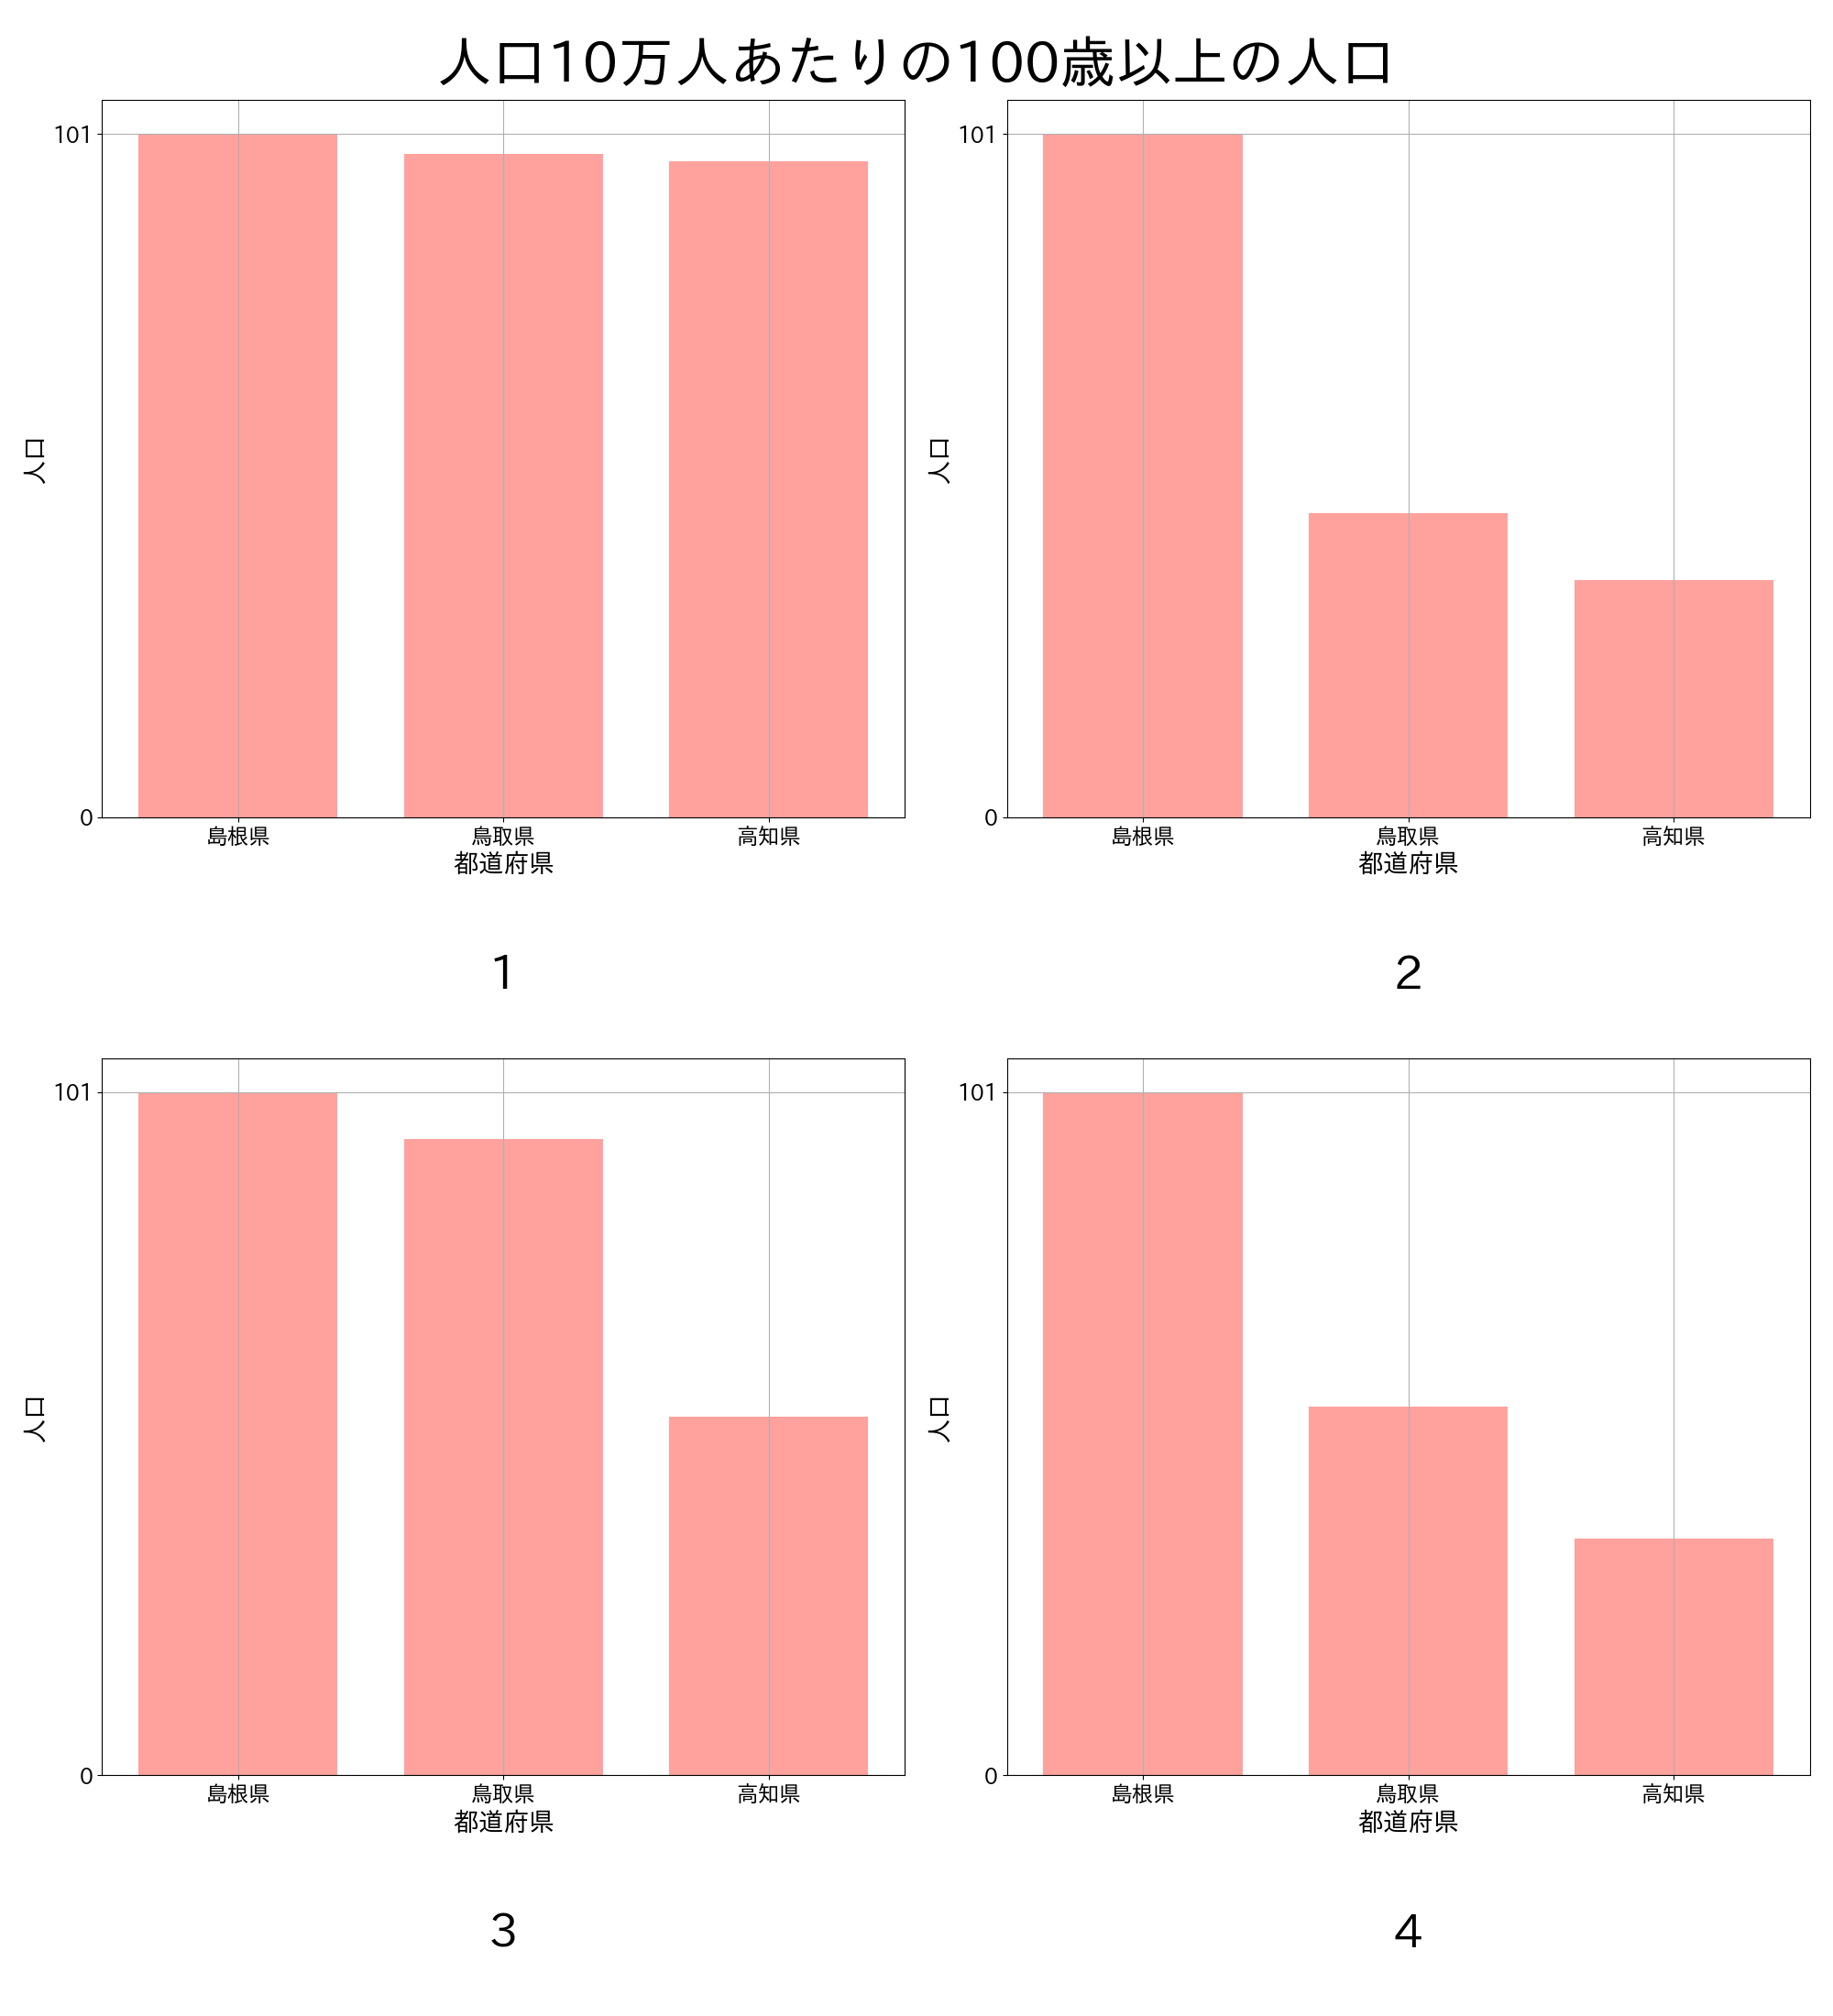 人口10万人あたりの100歳以上の人口
101
0
人口
島根県 鳥取県 高知県
都道府県
1
101
0
人口
島根県 鳥取県 高知県
都道府県
2
101
0
人口
島根県 鳥取県 高知県
都道府県
3
101
0
人口
島根県 鳥取県 高知県
都道府県
4